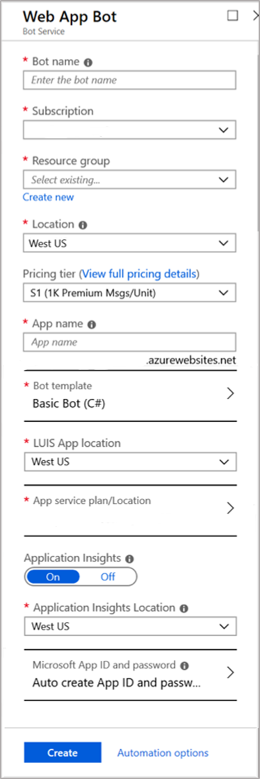 Web App Bot
Bot Service
* Bot name
Enter the bot name
* Subscription
* Resource group
Select existing...
Create new
* Location
West US
Pricing tier (View full pricing details)
S1 (1K Premium Msgs/Unit)
* App name
App name
.azurewebsites.net
* Bot template
Basic Bot (C#)
* LUIS App location
West US
* App service plan/Location
Application Insights
On Off
* Application Insights Location
West US
Microsoft App ID and password
Auto create App ID and passw...
Create Automation options